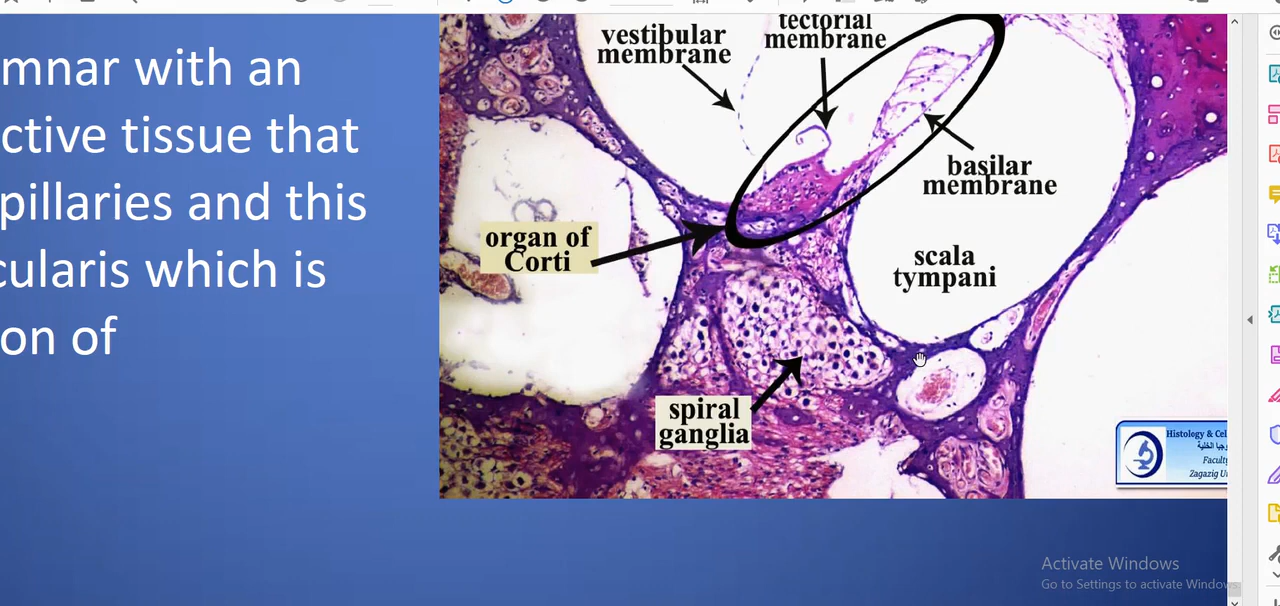 mnar with an
ctive tissue that
pillaries and this
cularis which is
on of
vestibular
membrane
tectorial
membrane
basilar
membrane
organ of
Corti
scala
tympani
spiral
ganglia
Histology & Cel
Facult
Zagazig U
Activate Windows
Go to Settings to activate Windows